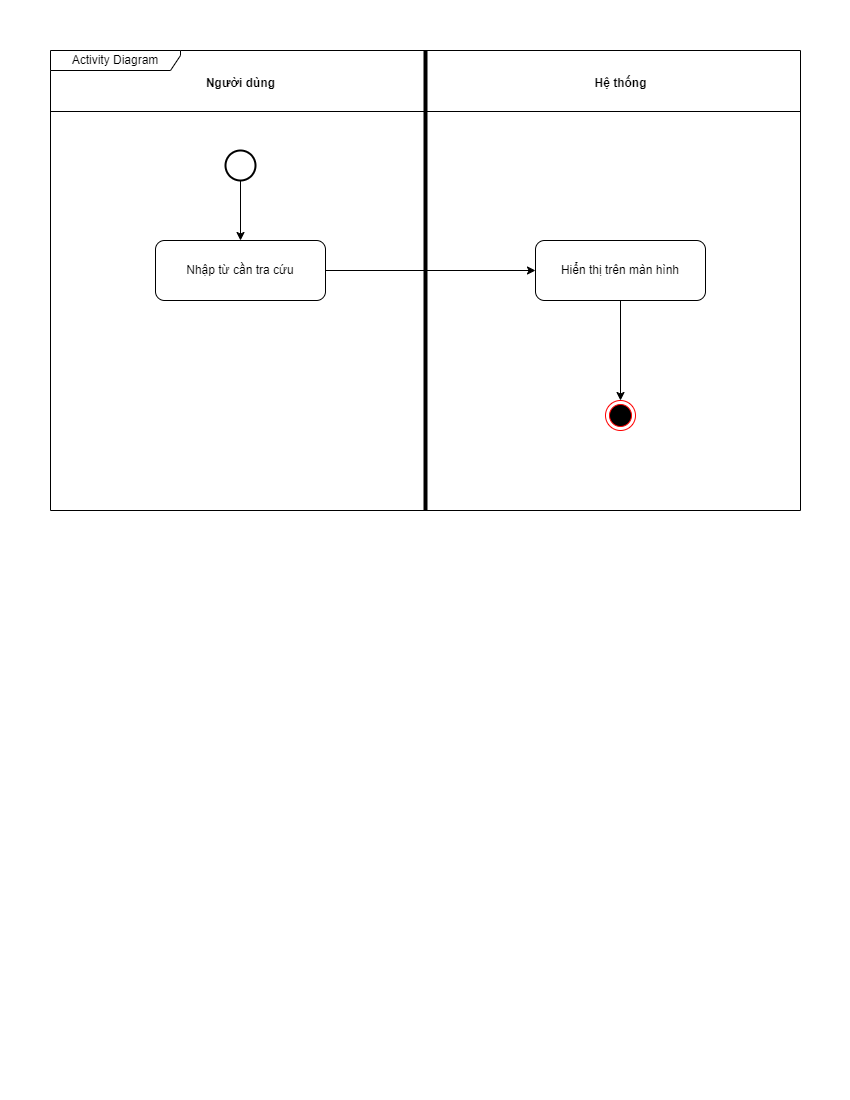 Activity Diagram
Người dùng
Hệ thống
Nhập từ cần tra cứu
Hiển thị trên màn hình